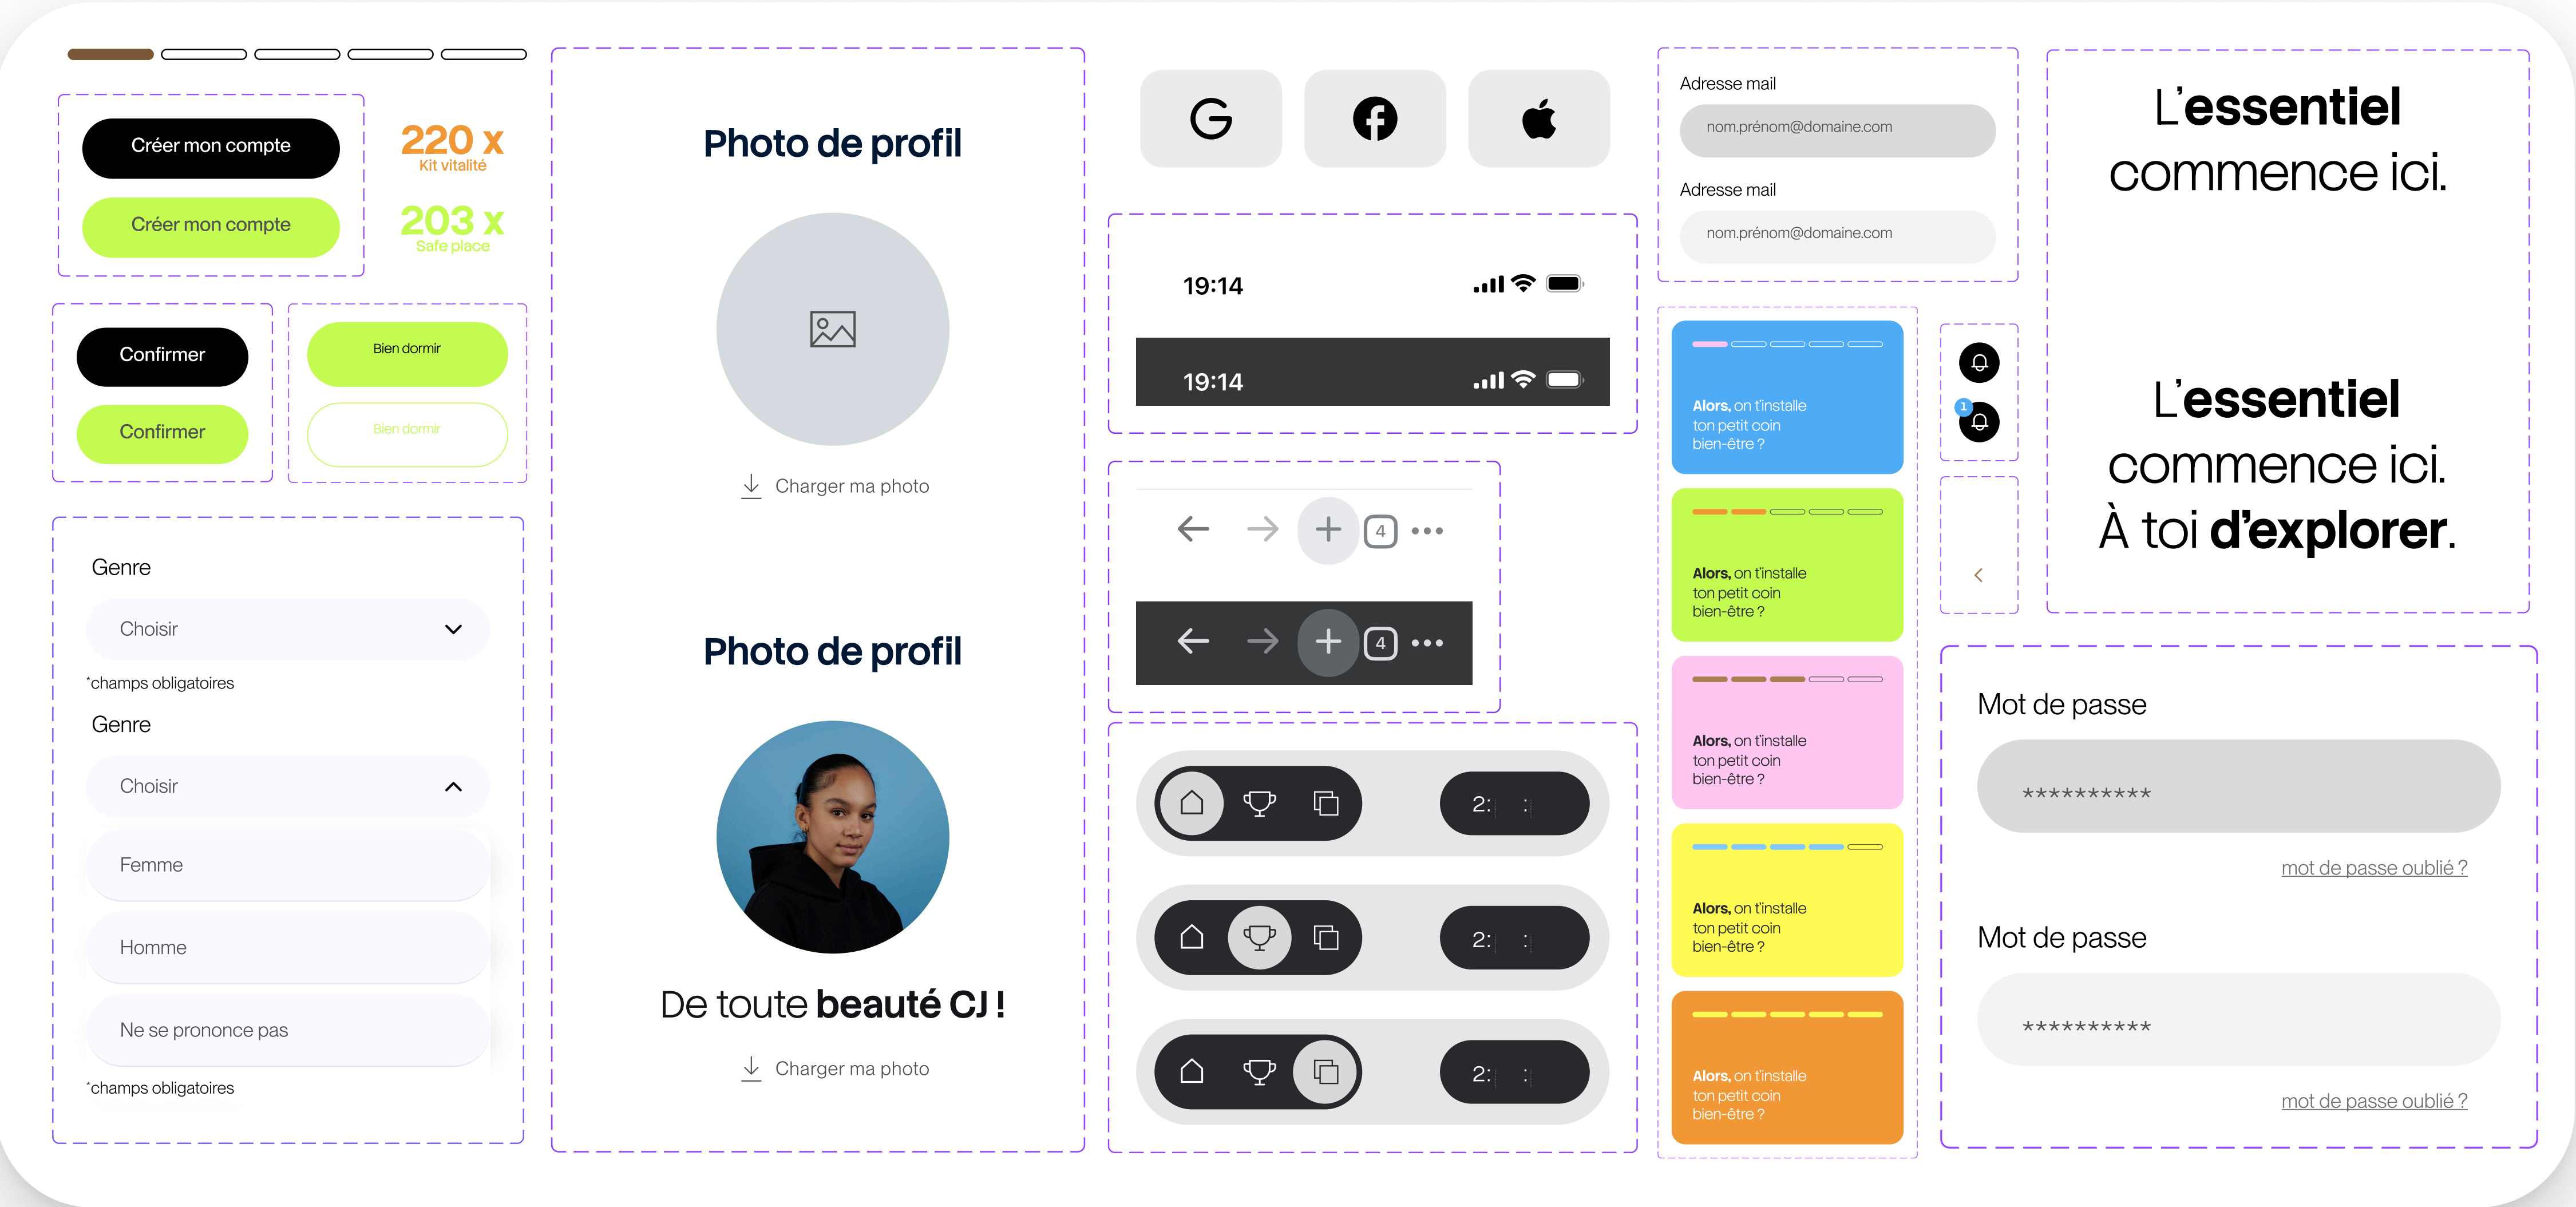 Créer mon compte
220 x
Kit vitalité
Créer mon compte
203 x
Safe place
Confirmer
Bien dormir
Confirmer
Bien dormir
Genre
Choisir
*champs obligatoires
Genre
Choisir
Femme
Homme
Ne se prononce pas
*champs obligatoires
Photo de profil
Charger ma photo
Photo de profil
De toute beauté CJ !
Charger ma photo
19:14
19:14
4
4
2: :
2: :
2: :
Adresse mail
nom.prénom@domaine.com
Adresse mail
nom.prénom@domaine.com
Alors, on t'installe
ton petit coin
bien-être ?
Alors, on t'installe
ton petit coin
bien-être ?
Alors, on t'installe
ton petit coin
bien-être ?
Alors, on t'installe
ton petit coin
bien-être ?
Alors, on t'installe
ton petit coin
bien-être ?
1
L'essentiel
commence ici.
L'essentiel
commence ici.
À toi d'explorer.
Mot de passe
**********
mot de passe oublié ?
Mot de passe
**********
mot de passe oublié ?